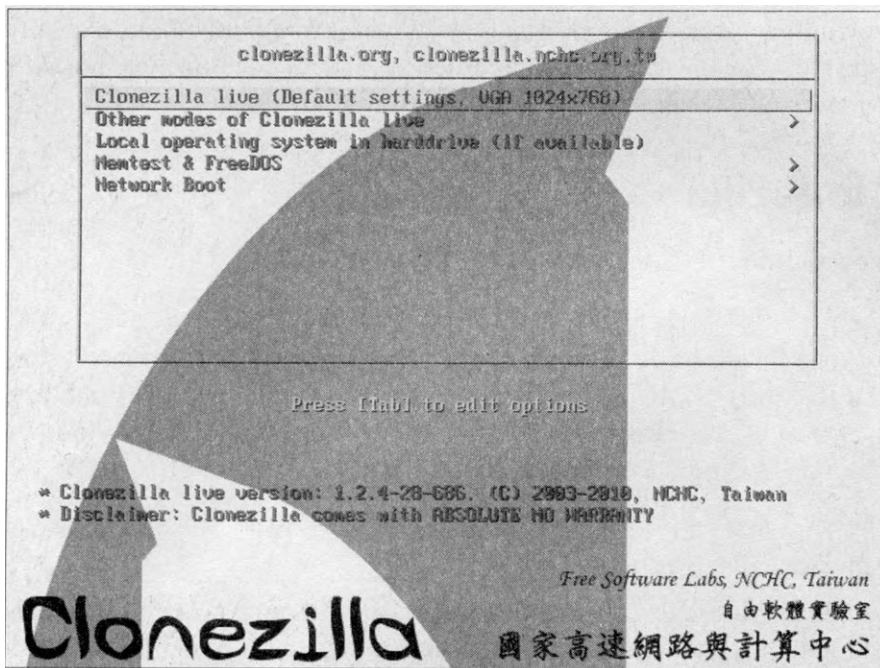 clonezilla.org, clonezilla.nchc.org.tw
Clonezilla live (Default settings, VGA 1024x768)
Other modes of Clonezilla live >
Local operating system in harddrive (if available)
Memtest & FreeDOS >
Network Boot >
Press [Tab] to edit options
* Clonezilla live version: 1.2.4-28-686. (C) 2003-2010, NCHC, Taiwan
* Disclaimer: Clonezilla comes with ABSOLUTE NO WARRANTY
Free Software Labs, NCHC, Taiwan
自由軟體實驗室
Clonezilla
國家高速網路與計算中心